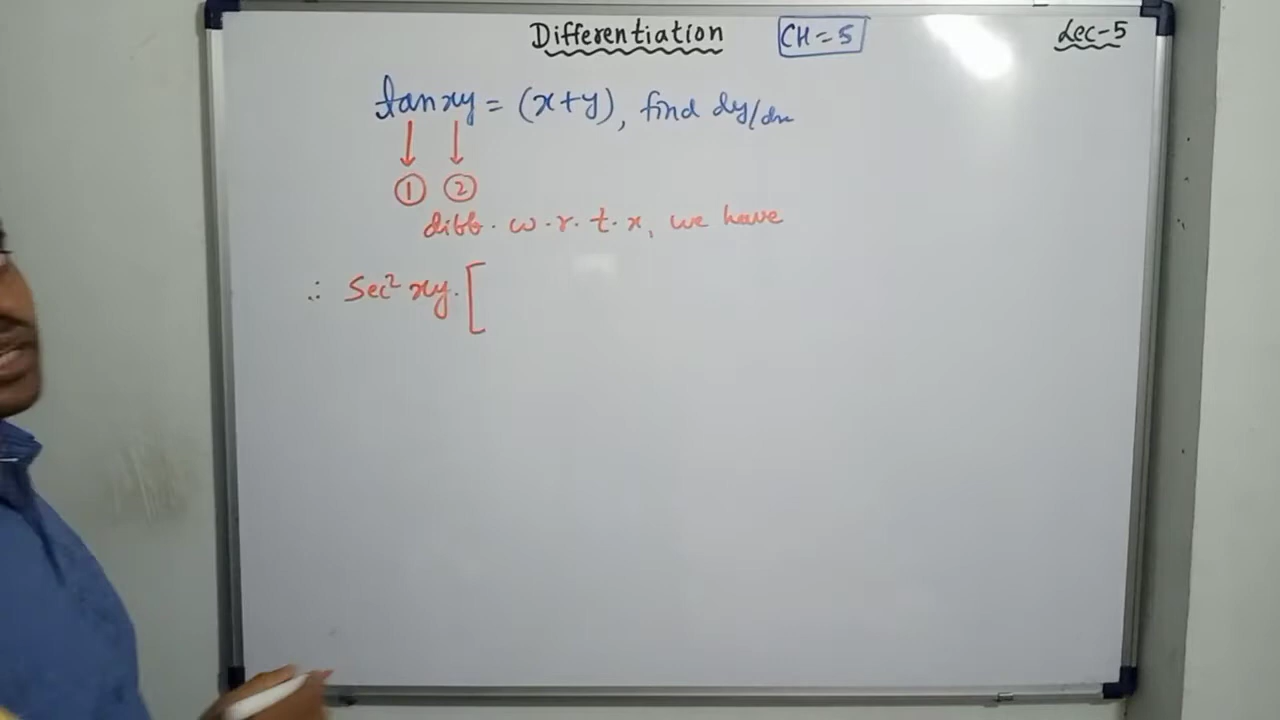 Differentiation CH = 5 Lec-5
tan xy = (x+y), find dy/dx
① ②
diff. w.r.t. x, we have
∴ Sec² xy. [